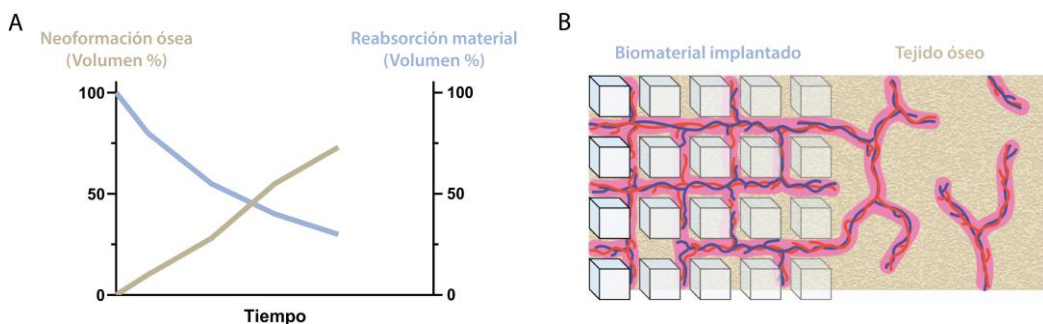 A
Neoformación ósea
(Volumen %)
Reabsorción material
(Volumen %)
100
50
0
100
50
0
Tiempo
B
Biomaterial implantado
Tejido óseo